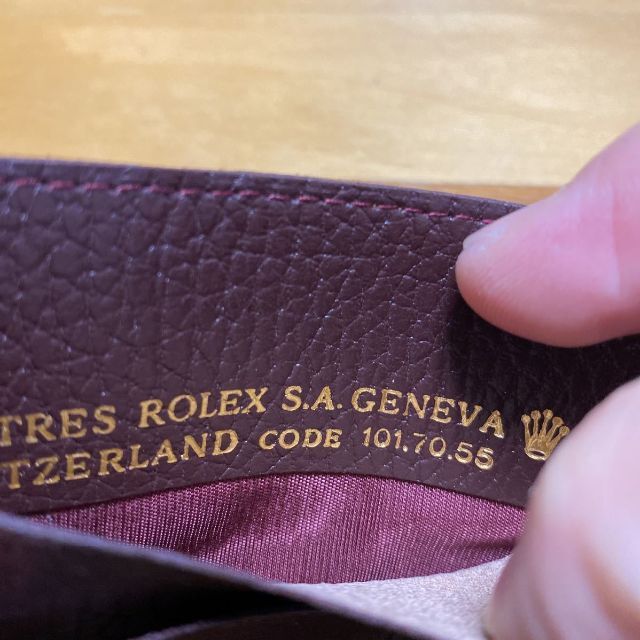 TRES ROLEX S.A. GENEVA
TZERLAND CODE 101.70.55